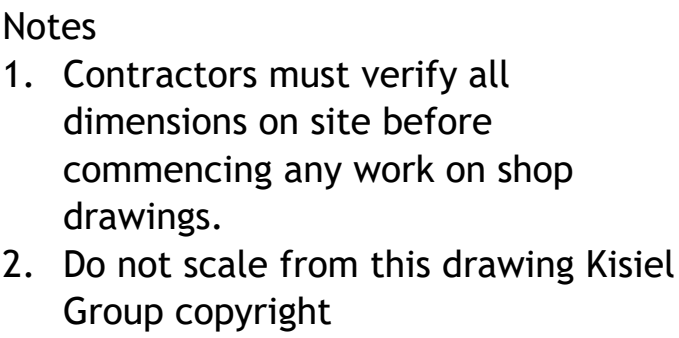 Notes
1. Contractors must verify all
dimensions on site before
commencing any work on shop
drawings.
2. Do not scale from this drawing Kisiel
Group copyright